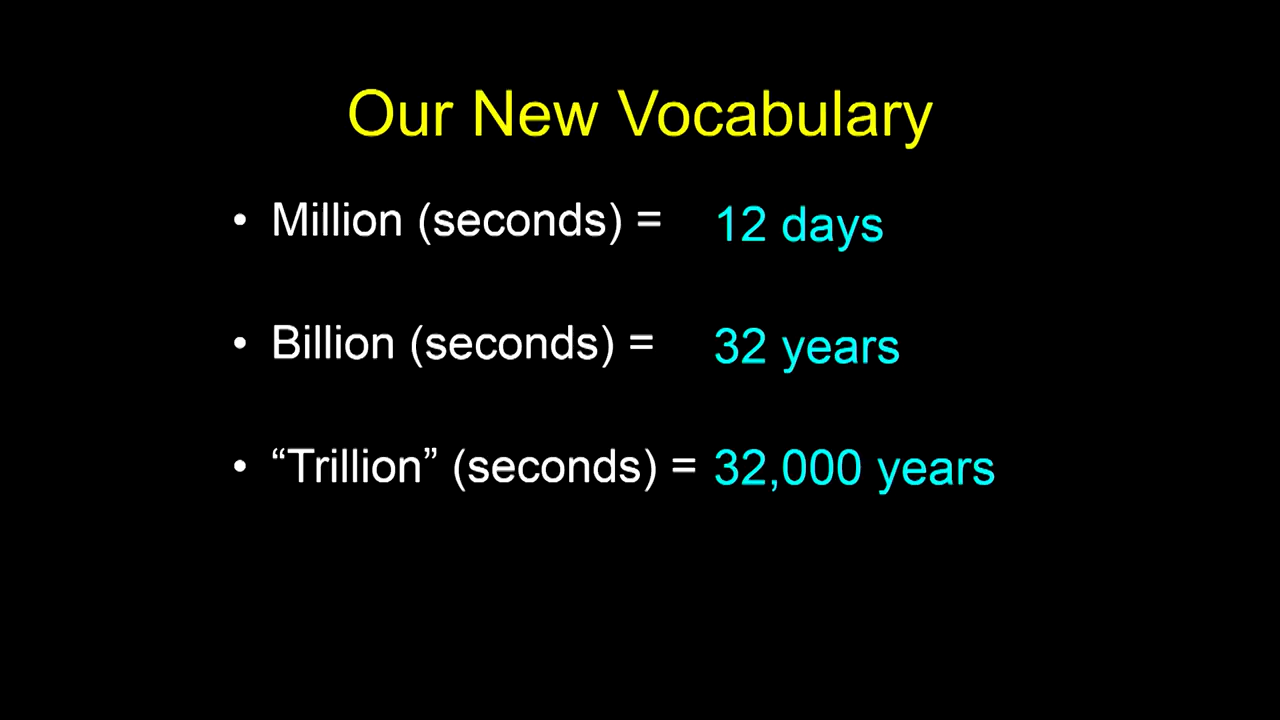 Our New Vocabulary
• Million (seconds) = 12 days
• Billion (seconds) = 32 years
• “Trillion” (seconds) = 32,000 years